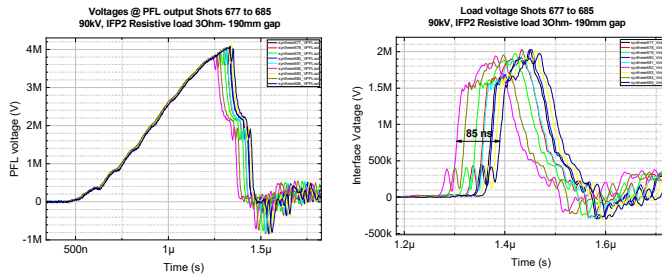 Voltages @ PFL output Shots 677 to 685
90kV, IFP2 Resistive load 3Ohm- 190mm gap
4M
3M
2M
1M
0
-1M
PFL voltage (V)
500n
1µ
1.5µ
Time (s)
Load voltage Shots 677 to 685
90kV, IFP2 Resistive load 3Ohm- 190mm gap
2M
1.5M
1M
500k
0
-500k
Interface Voltage (V)
85 ns
1.2µ
1.4µ
1.6µ
Time (s)